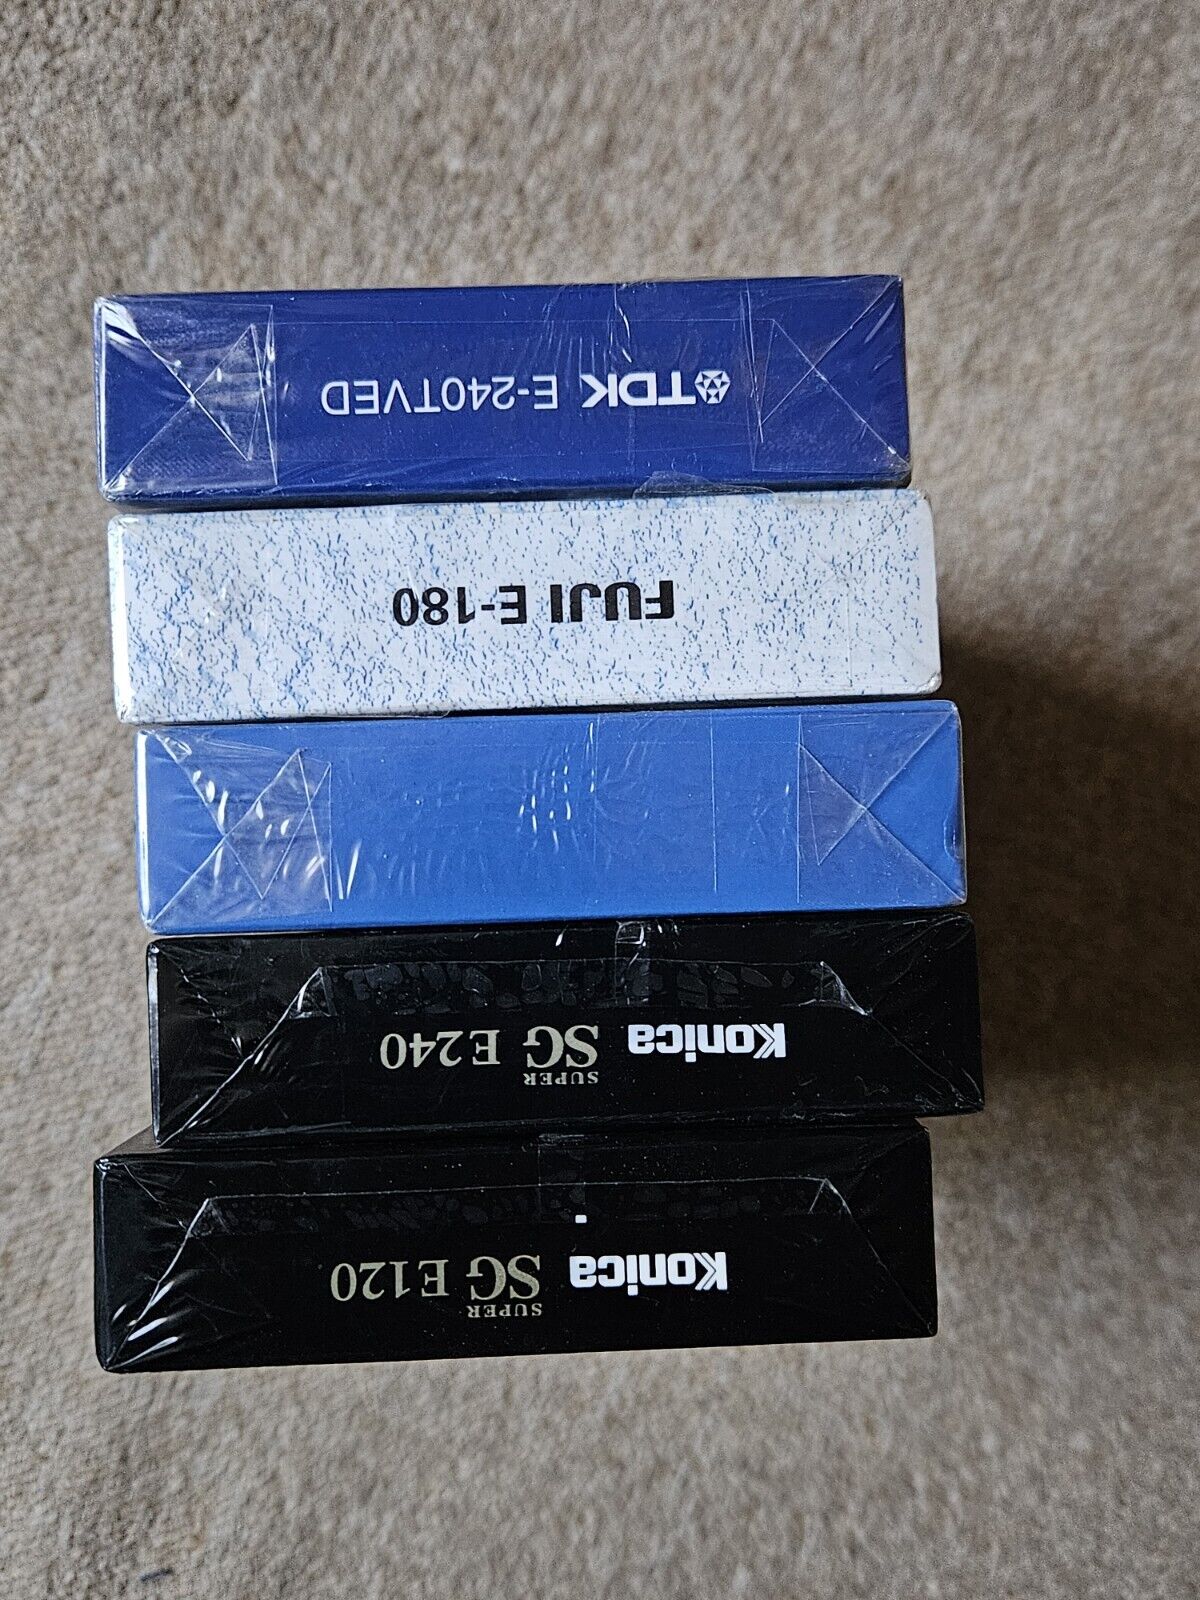 TDK E-240TVED
FUJI E-180
Konica SUPER SG E240
Konica SUPER SG E120